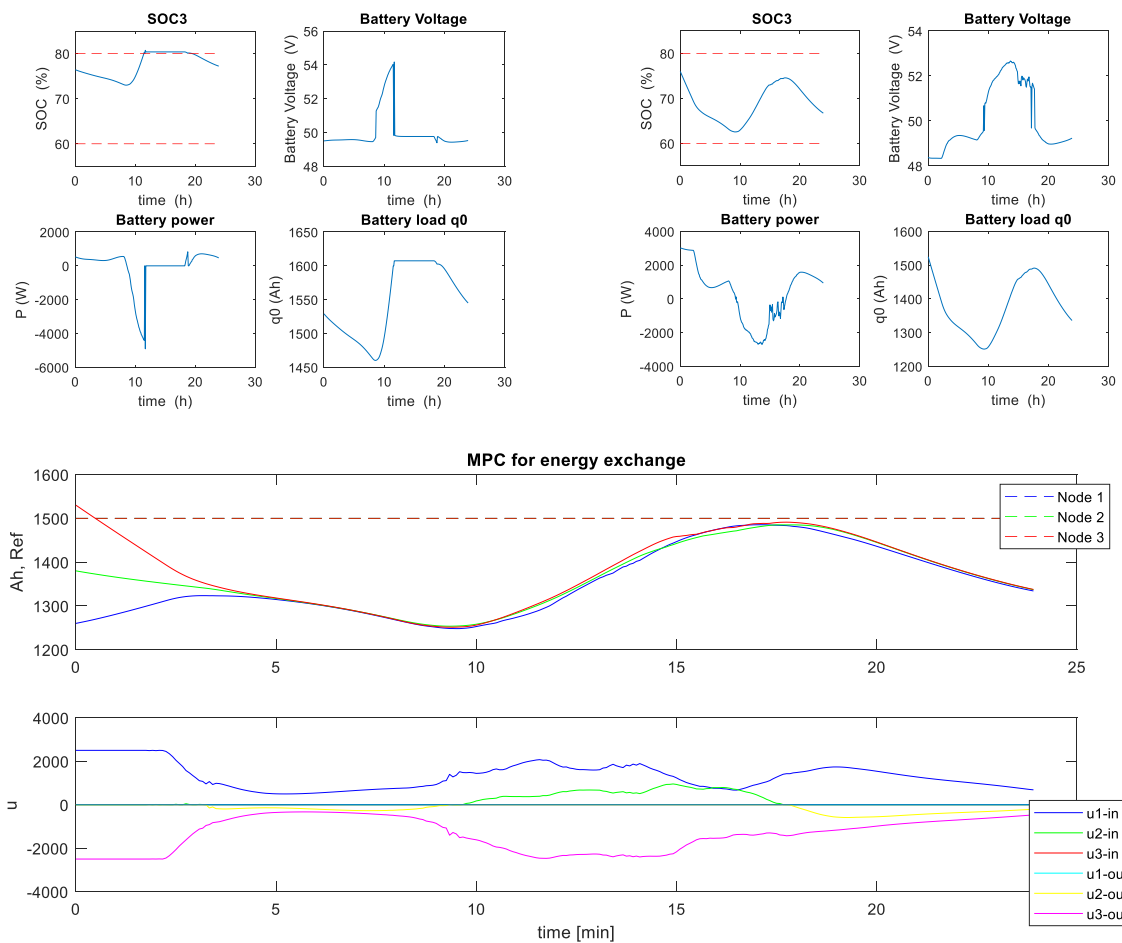 SOC3
Battery Voltage
SOC (%)
80
70
60
0 10 20 30
time (h)
Battery Voltage (V)
56
54
52
50
48
0 10 20 30
time (h)
Battery power
Battery load q0
P (W)
2000
0
-2000
-4000
-6000
0 10 20 30
time (h)
q0 (Ah)
1650
1600
1550
1500
1450
0 10 20 30
time (h)
SOC3
Battery Voltage
SOC (%)
80
70
60
0 10 20 30
time (h)
Battery Voltage (V)
54
52
50
48
0 10 20 30
time (h)
Battery power
Battery load q0
P (W)
4000
2000
0
-2000
-4000
0 10 20 30
time (h)
q0 (Ah)
1600
1500
1400
1300
1200
0 10 20 30
time (h)
MPC for energy exchange
Ah, Ref
1600
1500
1400
1300
1200
0 5 10 15 20 25
Node 1
Node 2
Node 3
u
4000
2000
0
-2000
-4000
0 5 10 15 20
time [min]
u1-in
u2-in
u3-in
u1-ou
u2-ou
u3-ou